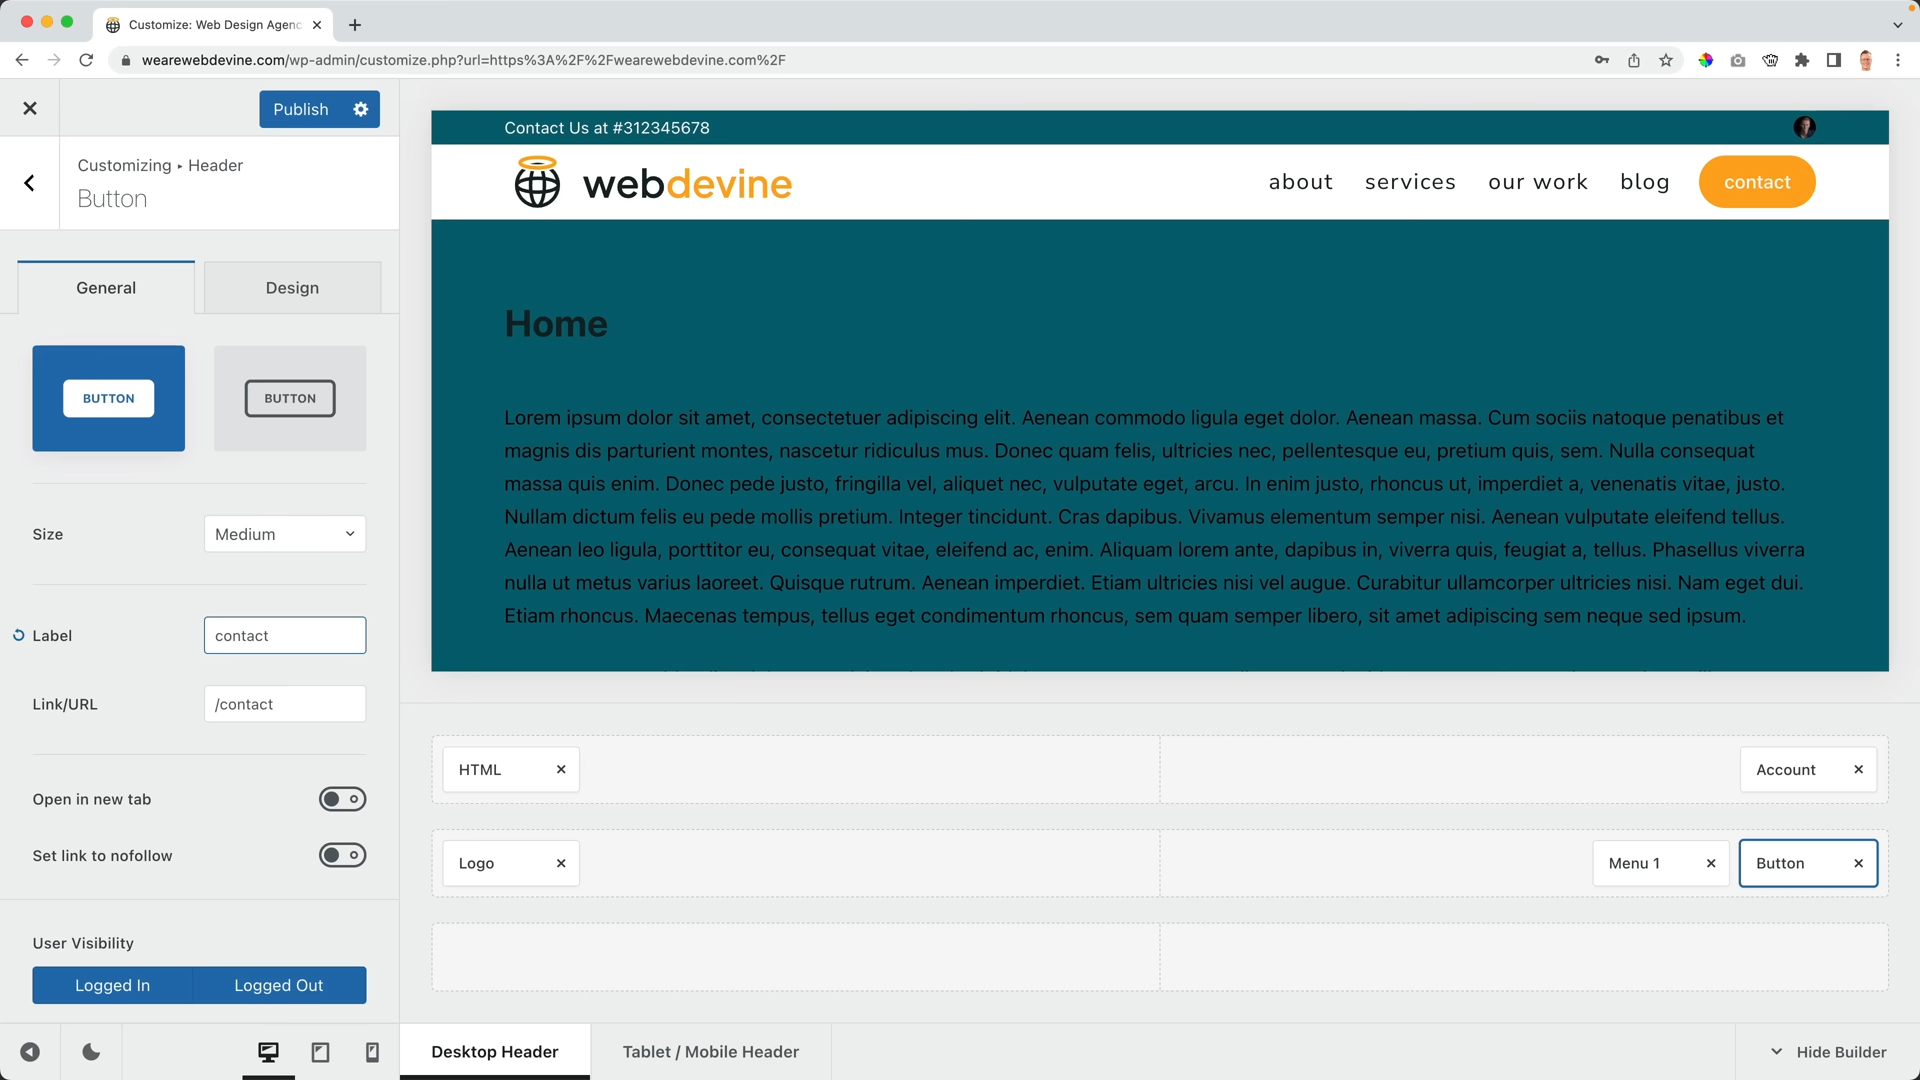 Customize: Web Design Agenc
wearewebdevine.com/wp-admin/customize.php?url=https%3A%2F%2Fwearewebdevine.com%2F
Publish
Customizing ▸ Header
Button
General
Design
BUTTON
BUTTON
Size
Medium
Label
contact
Link/URL
/contact
Open in new tab
Set link to nofollow
User Visibility
Logged In
Logged Out
Contact Us at #312345678
webdevine
about
services
our work
blog
contact
Home
Lorem ipsum dolor sit amet, consectetuer adipiscing elit. Aenean commodo ligula eget dolor. Aenean massa. Cum sociis natoque penatibus et
magnis dis parturient montes, nascetur ridiculus mus. Donec quam felis, ultricies nec, pellentesque eu, pretium quis, sem. Nulla consequat
massa quis enim. Donec pede justo, fringilla vel, aliquet nec, vulputate eget, arcu. In enim justo, rhoncus ut, imperdiet a, venenatis vitae, justo.
Nullam dictum felis eu pede mollis pretium. Integer tincidunt. Cras dapibus. Vivamus elementum semper nisi. Aenean vulputate eleifend tellus.
Aenean leo ligula, porttitor eu, consequat vitae, eleifend ac, enim. Aliquam lorem ante, dapibus in, viverra quis, feugiat a, tellus. Phasellus viverra
nulla ut metus varius laoreet. Quisque rutrum. Aenean imperdiet. Etiam ultricies nisi vel augue. Curabitur ullamcorper ultricies nisi. Nam eget dui.
Etiam rhoncus. Maecenas tempus, tellus eget condimentum rhoncus, sem quam semper libero, sit amet adipiscing sem neque sed ipsum.
HTML
Account
Logo
Menu 1
Button
Desktop Header
Tablet / Mobile Header
Hide Builder